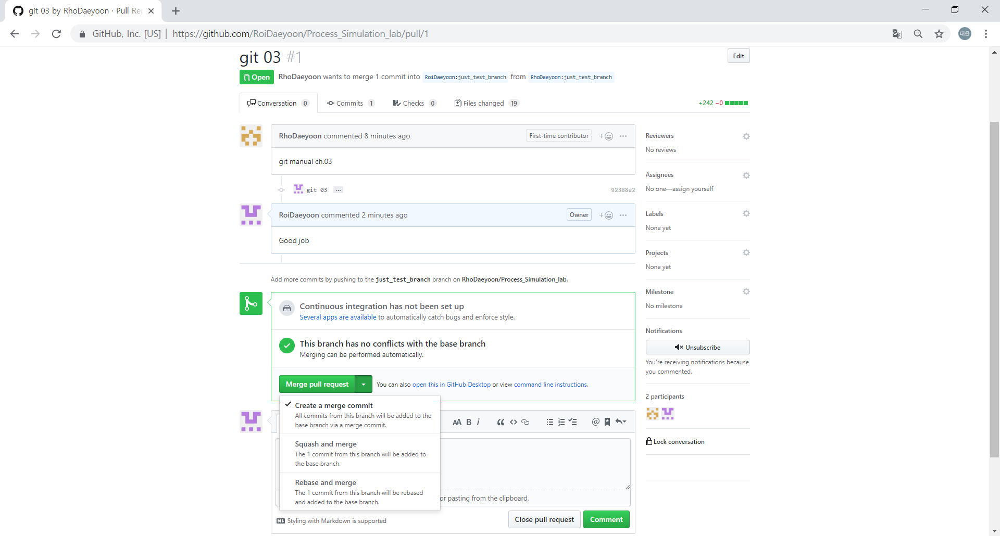 git 03 by RhoDaeyoon · Pull Re
GitHub, Inc. [US] | https://github.com/RoiDaeyoon/Process_Simulation_lab/pull/1
대윤
git 03 #1
Edit
Open RhoDaeyoon wants to merge 1 commit into RoiDaeyoon:just_test_branch from RhoDaeyoon:just_test_branch
Conversation 0 Commits 1 Checks 0 Files changed 19 +242 −0
RhoDaeyoon commented 8 minutes ago First-time contributor
git manual ch.03
git 03 ... 92388e2
RoiDaeyoon commented 2 minutes ago Owner
Good job
Add more commits by pushing to the just_test_branch branch on RhoDaeyoon/Process_Simulation_lab.
Continuous integration has not been set up
Several apps are available to automatically catch bugs and enforce style.
This branch has no conflicts with the base branch
Merging can be performed automatically.
Merge pull request You can also open this in GitHub Desktop or view command line instructions.
Create a merge commit
All commits from this branch will be added to the
base branch via a merge commit.
Squash and merge
The 1 commit from this branch will be added to
the base branch.
Rebase and merge
The 1 commit from this branch will be rebased
and added to the base branch.
AA B i
or pasting from the clipboard.
Styling with Markdown is supported
Close pull request
Comment
Reviewers
No reviews
Assignees
No one—assign yourself
Labels
None yet
Projects
None yet
Milestone
No milestone
Notifications
Unsubscribe
You're receiving notifications because
you commented.
2 participants
Lock conversation